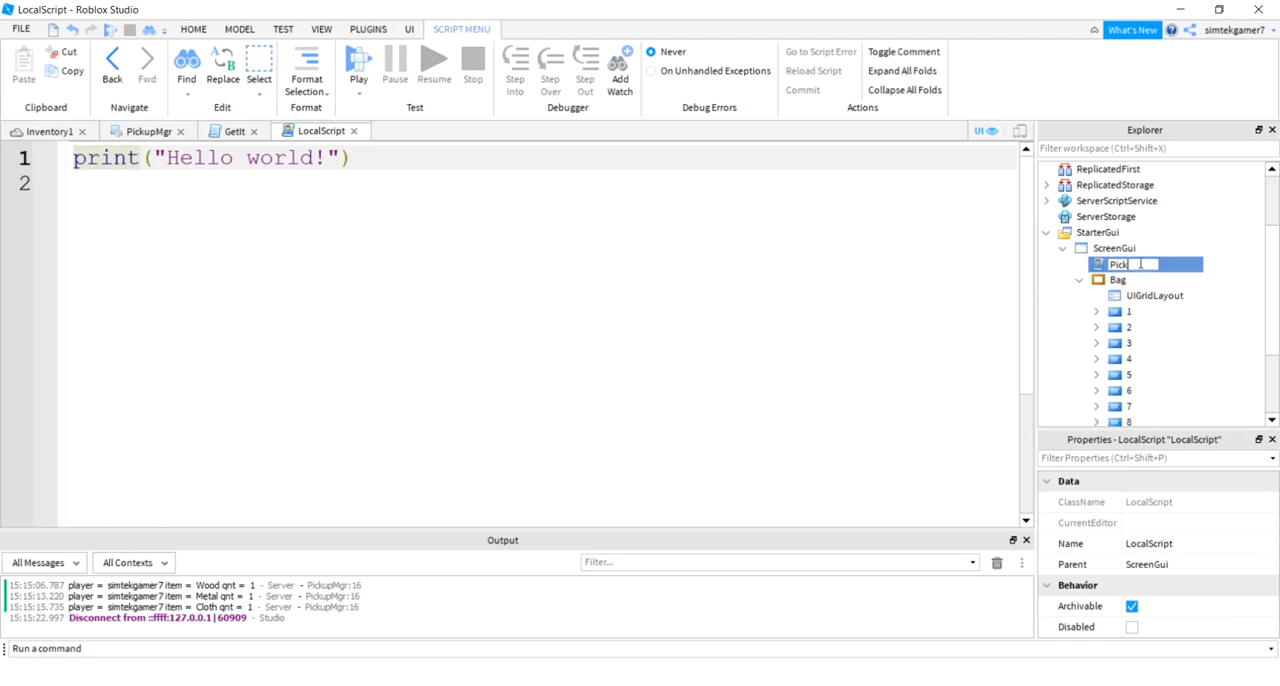 LocalScript - Roblox Studio
FILE HOME MODEL TEST VIEW PLUGINS UI SCRIPT MENU What's New simtekgamer7
Cut
Copy
Paste
Clipboard
Back Fwd
Navigate
Find Replace Select
Edit
Format
Selection
Format
Play Pause Resume Stop
Test
Step
Into
Step
Over
Step
Out
Add
Watch
Debugger
Never
On Unhandled Exceptions
Debug Errors
Go to Script Error
Reload Script
Commit
Toggle Comment
Expand All Folds
Collapse All Folds
Actions
Inventory1 PickupMgr GetIt LocalScript UI
1 print("Hello world!")
2
Explorer
Filter workspace (Ctrl+Shift+X)
ReplicatedFirst
ReplicatedStorage
ServerScriptService
ServerStorage
StarterGui
ScreenGui
Pick
Bag
UIGridLayout
1
2
3
4
5
6
7
8
Properties - LocalScript "LocalScript"
Filter Properties (Ctrl+Shift+P)
Data
ClassName LocalScript
CurrentEditor
Name LocalScript
Parent ScreenGui
Behavior
Archivable
Disabled
Output
All Messages All Contexts Filter...
15:15:06.787 player = simtekgamer7 item = Wood qnt = 1 - Server - PickupMgr:16
15:15:13.220 player = simtekgamer7 item = Metal qnt = 1 - Server - PickupMgr:16
15:15:15.735 player = simtekgamer7 item = Cloth qnt = 1 - Server - PickupMgr:16
15:15:22.997 Disconnect from ::ffff:127.0.0.1|60909 - Studio
Run a command